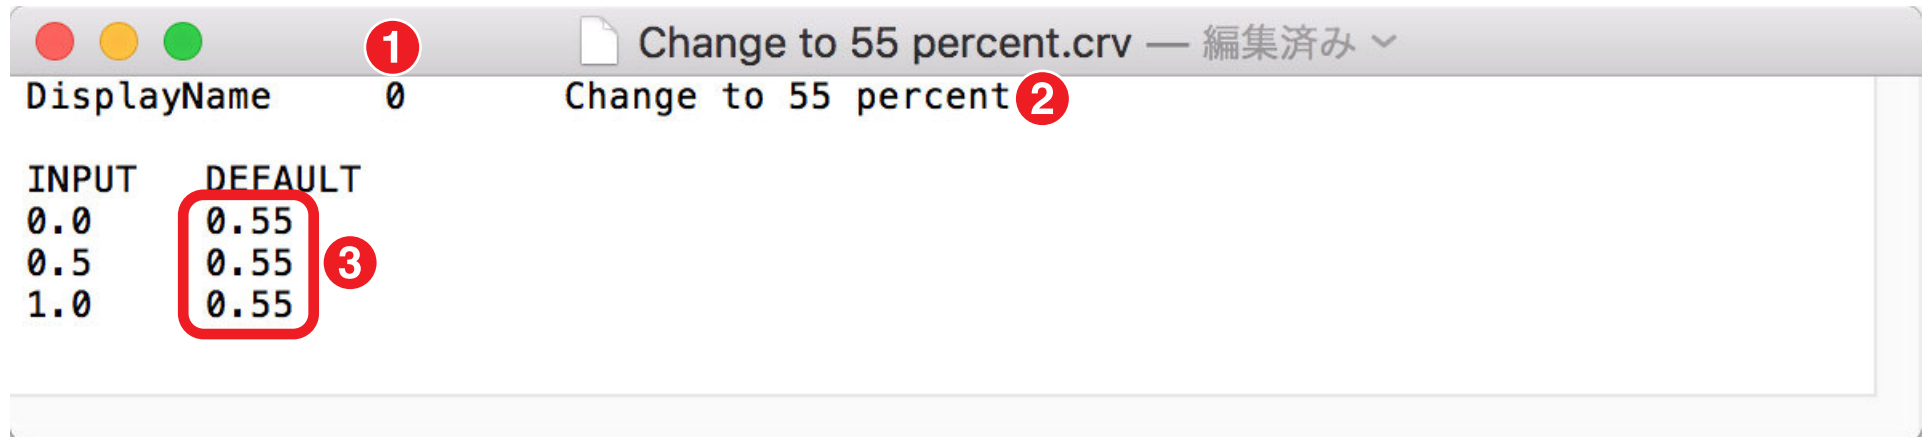 1 Change to 55 percent.crv — 編集済み
DisplayName 0 Change to 55 percent 2
INPUT DEFAULT
0.0 0.55
0.5 0.55 3
1.0 0.55